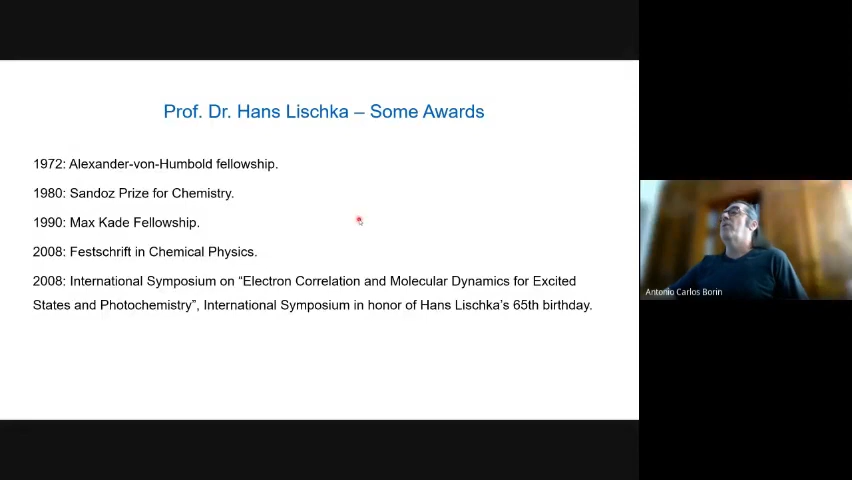 Prof. Dr. Hans Lischka – Some Awards
1972: Alexander-von-Humbold fellowship.
1980: Sandoz Prize for Chemistry.
1990: Max Kade Fellowship.
2008: Festschrift in Chemical Physics.
2008: International Symposium on “Electron Correlation and Molecular Dynamics for Excited
States and Photochemistry”, International Symposium in honor of Hans Lischka’s 65th birthday.
Antonio Carlos Borin